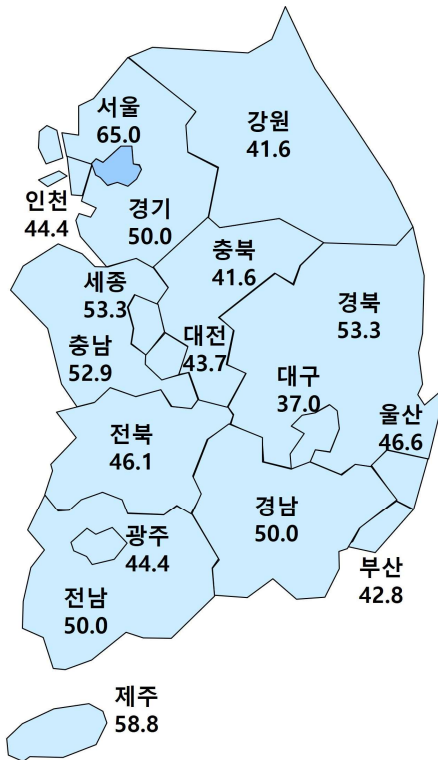 서울
65.0
강원
41.6
인천
44.4
경기
50.0
충북
41.6
세종
53.3
경북
53.3
대전
43.7
충남
52.9
대구
37.0
울산
46.6
전북
46.1
경남
50.0
광주
44.4
부산
42.8
전남
50.0
제주
58.8